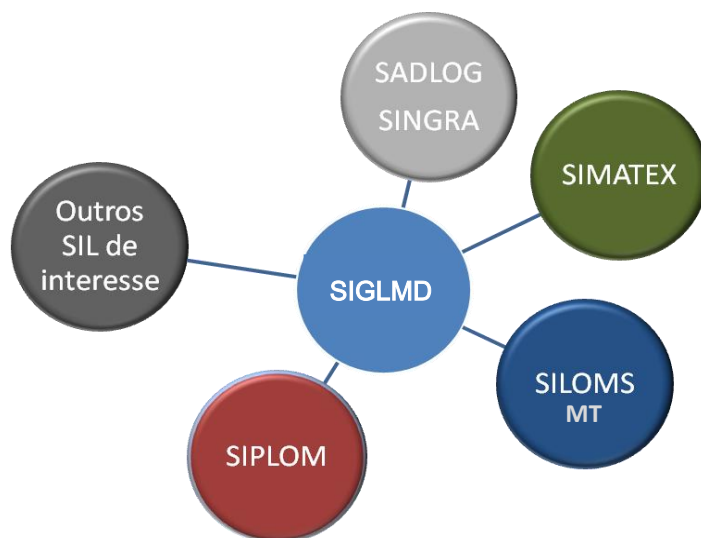 SADLOG
SINGRA
SIMATEX
Outros
SIL de
interesse
SIGLMD
SILOMS
MT
SIPLOM